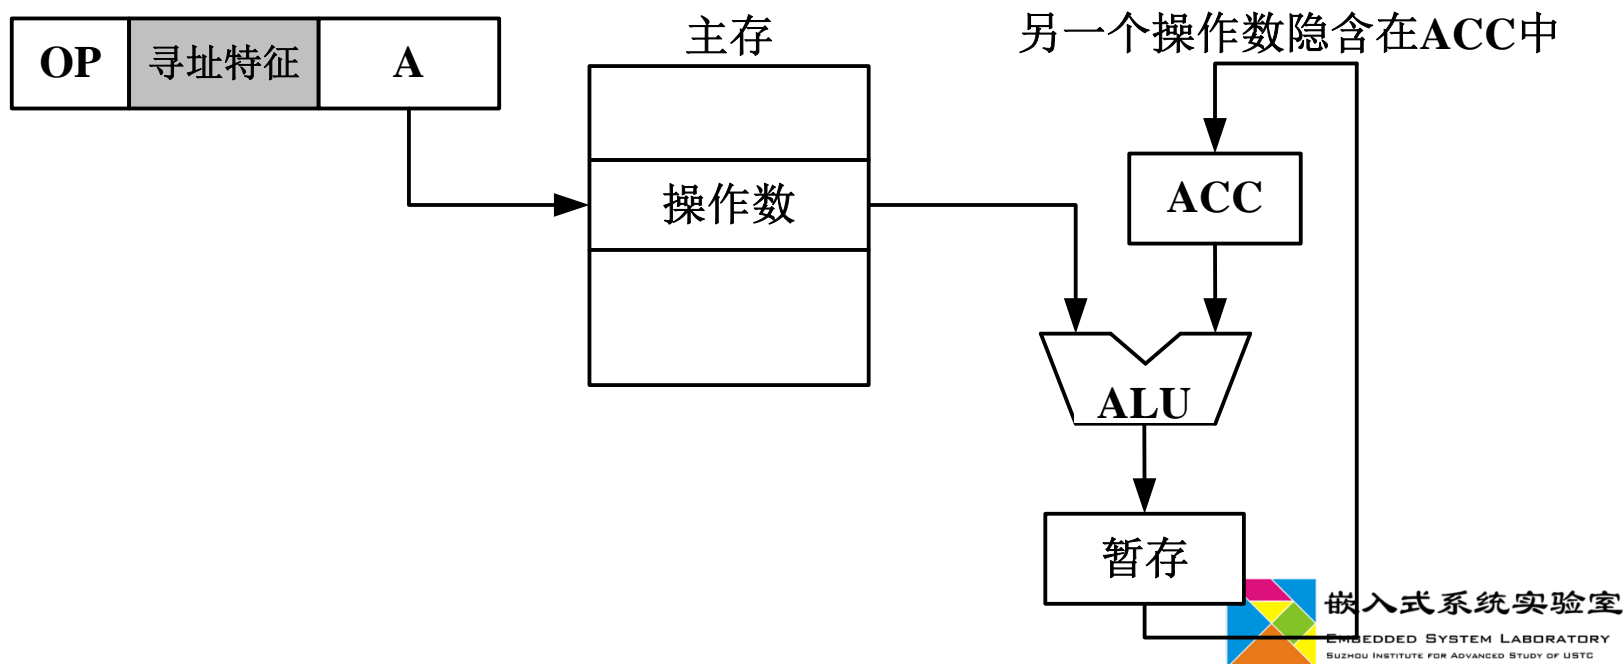 OP 寻址特征 A
主存
另一个操作数隐含在ACC中
操作数
ACC
ALU
暂存
嵌入式系统实验室
EMBEDDED SYSTEM LABORATORY
SUZHOU INSTITUTE FOR ADVANCED STUDY OF USTC